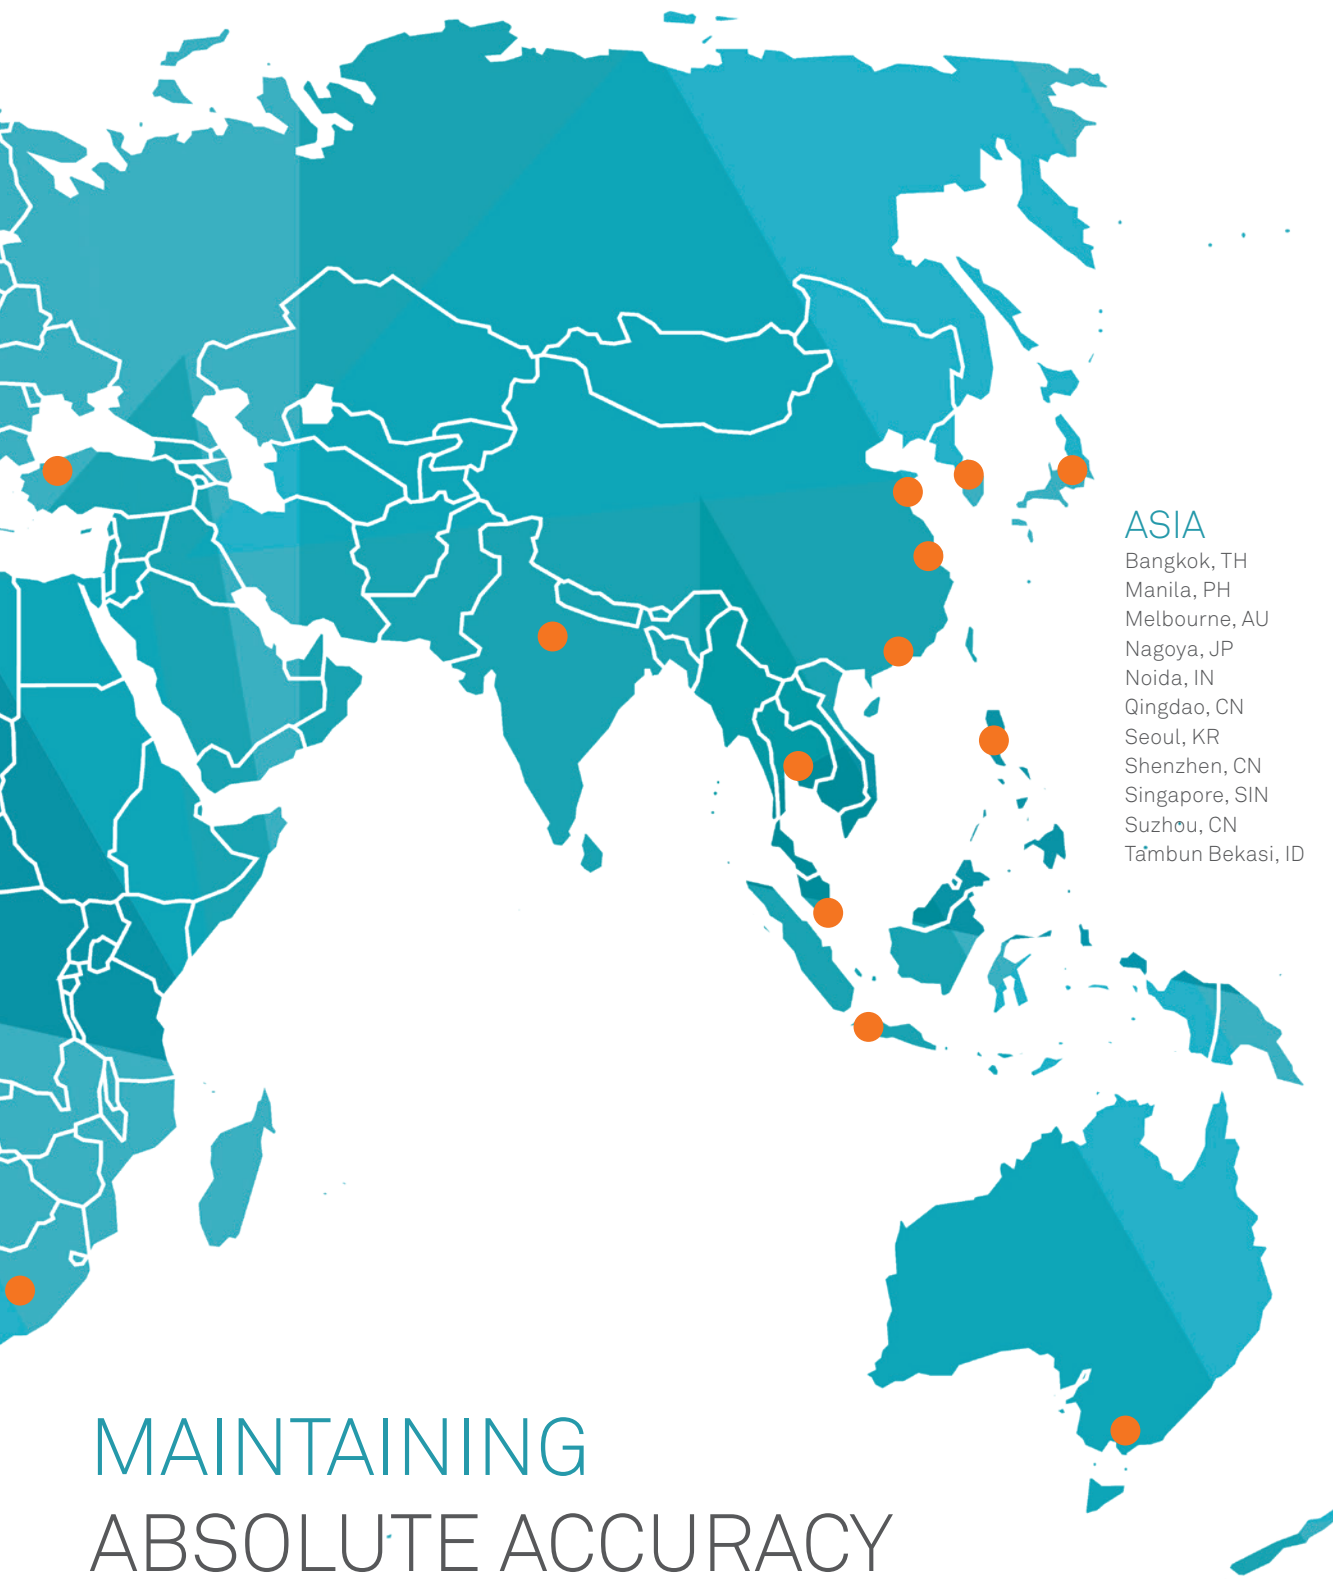 ASIA
Bangkok, TH
Manila, PH
Melbourne, AU
Nagoya, JP
Noida, IN
Qingdao, CN
Seoul, KR
Shenzhen, CN
Singapore, SIN
Suzhou, CN
Tambun Bekasi, ID
MAINTAINING
ABSOLUTE ACCURACY